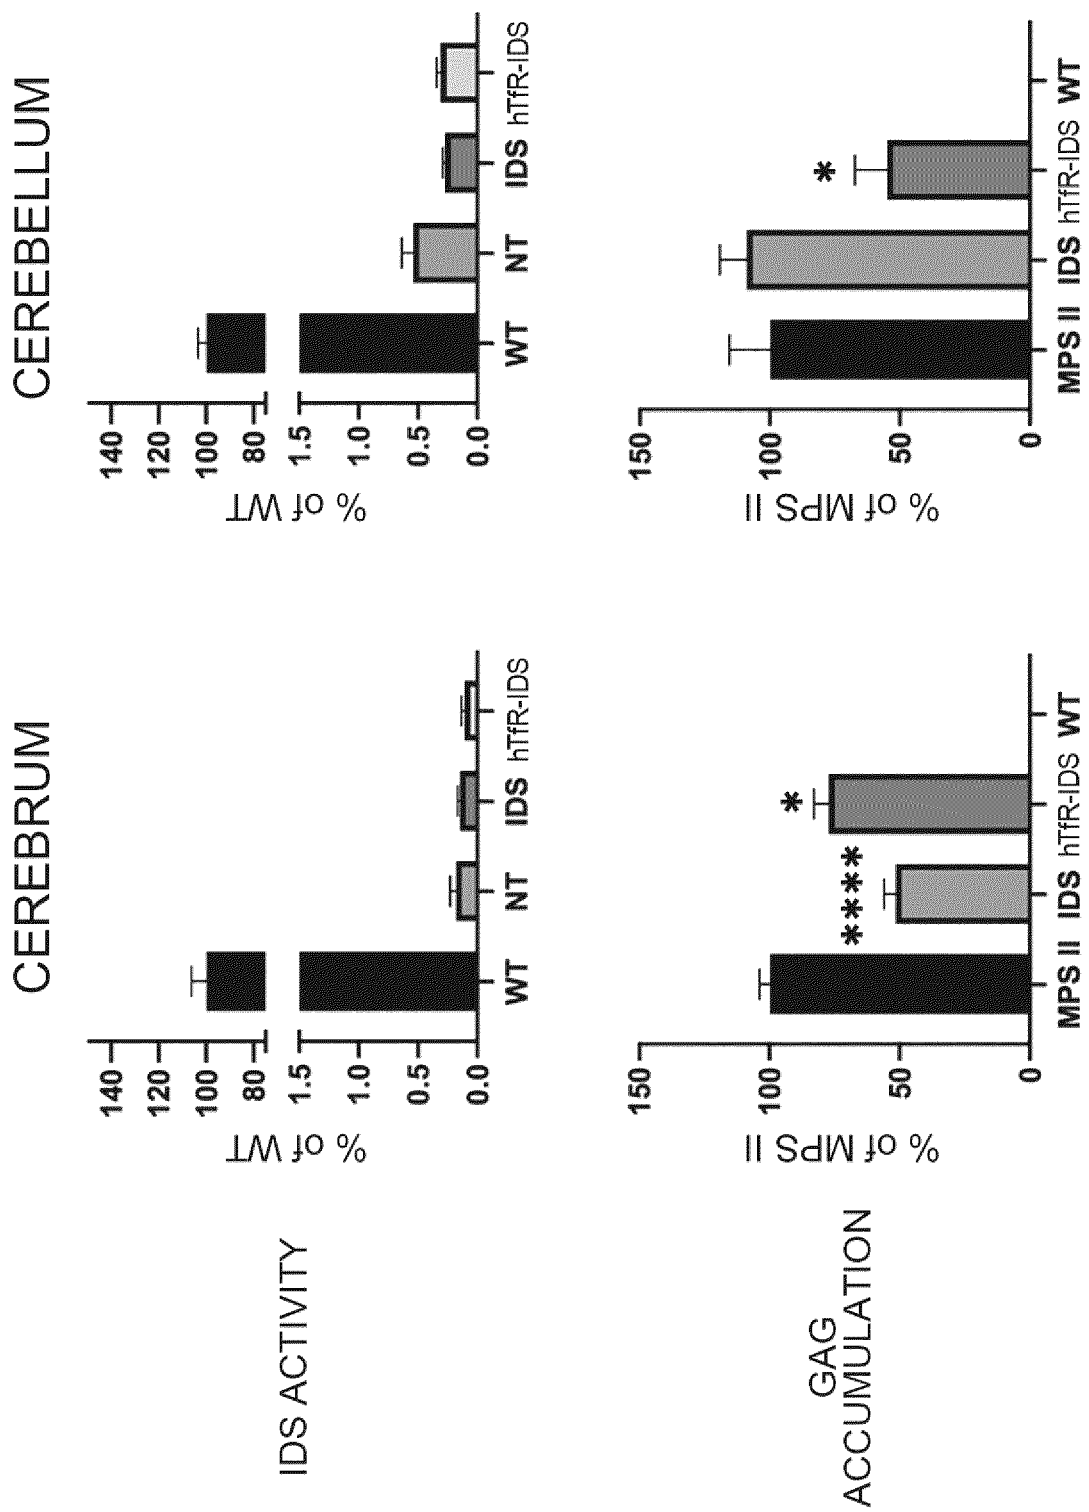 CEREBRUM
CEREBELLUM
IDS ACTIVITY
% of WT
140
120
100
80
1.5
1.0
0.5
0.0
WT NT IDS hTfR-IDS
% of WT
140
120
100
80
1.5
1.0
0.5
0.0
WT NT IDS hTfR-IDS
GAG
ACCUMULATION
% of MPS II
150
100
50
0
****
*
MPS II IDS hTfR-IDS WT
% of MPS II
150
100
50
0
*
MPS II IDS hTfR-IDS WT